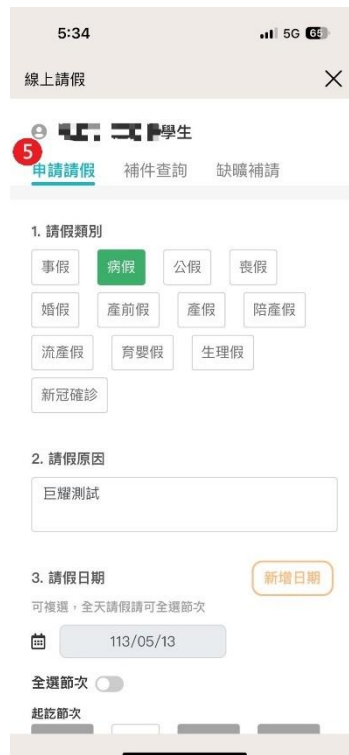 5:34
5G 65
線上請假
學生
5
申請請假 補件查詢 缺曠補請
1. 請假類別
事假 病假 公假 喪假
婚假 產前假 產假 陪產假
流產假 育嬰假 生理假
新冠確診
2. 請假原因
巨耀測試
3. 請假日期 新增日期
可複選，全天請假請可全選節次
113/05/13
全選節次
起訖節次